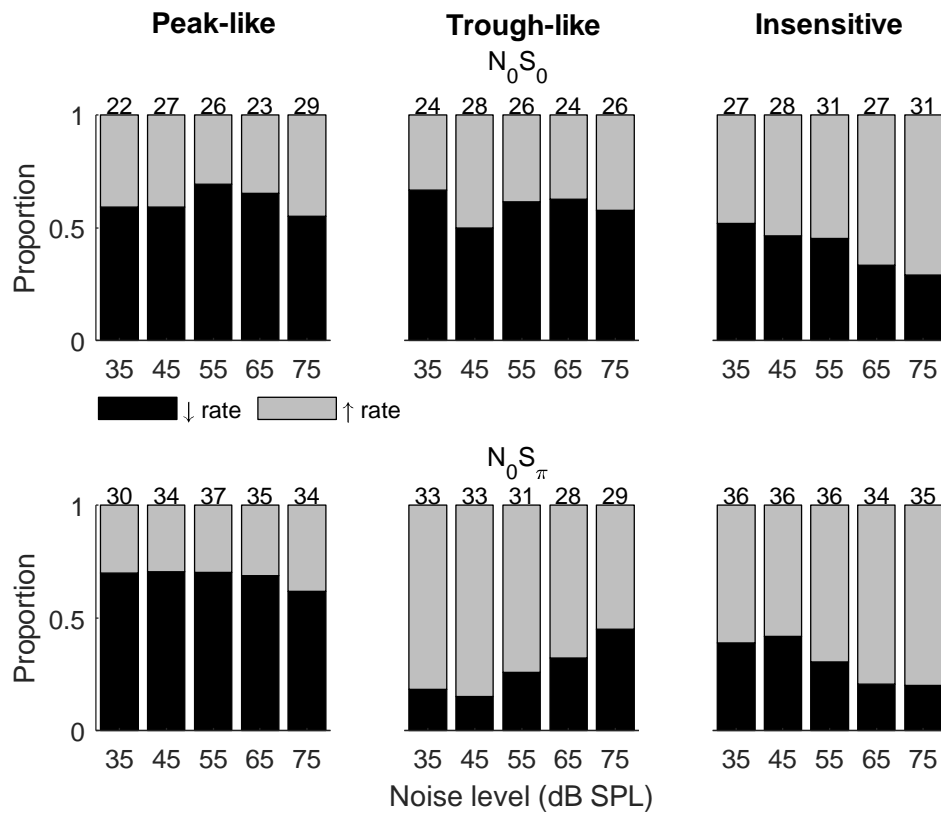 Peak-like Trough-like Insensitive
N₀S₀
22 27 26 23 29 24 28 26 24 26 27 28 31 27 31
1
Proportion
0.5
0
35 45 55 65 75 35 45 55 65 75 35 45 55 65 75
↓ rate ↑ rate
N₀Sπ
30 34 37 35 34 33 33 31 28 29 36 36 36 34 35
1
Proportion
0.5
0
35 45 55 65 75 35 45 55 65 75 35 45 55 65 75
Noise level (dB SPL)